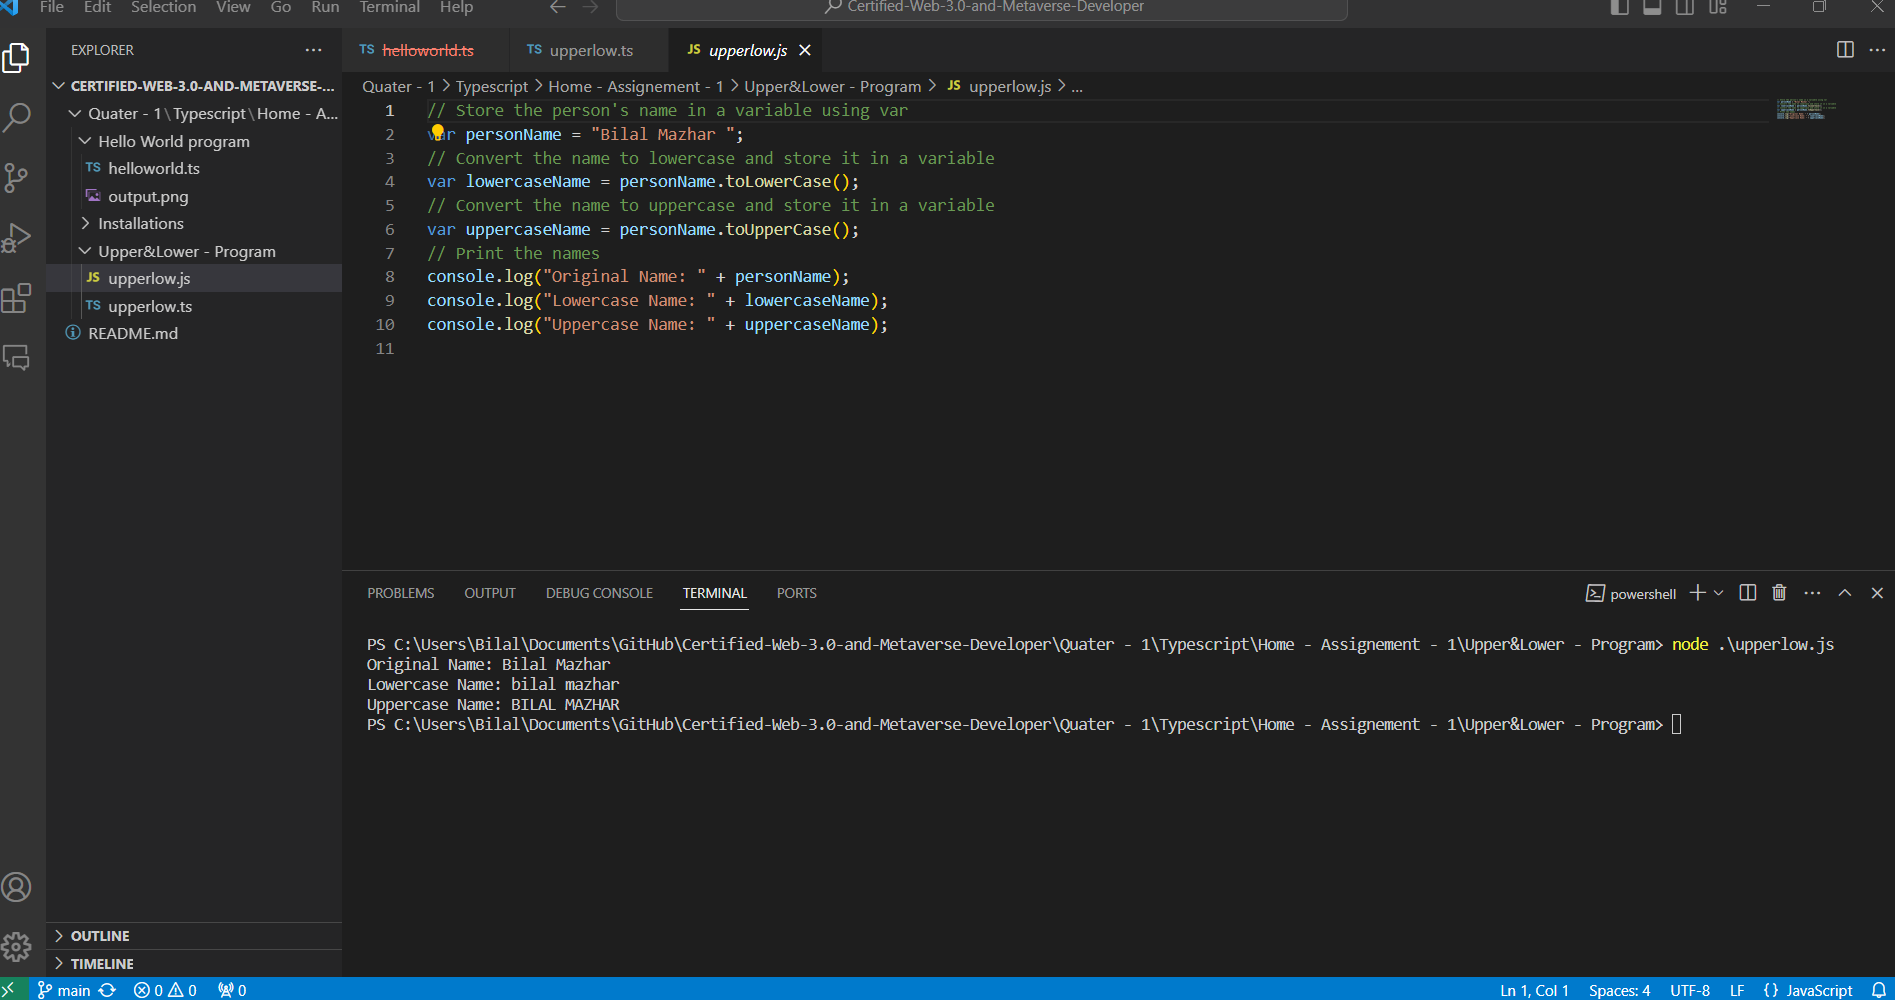 File Edit Selection View Go Run Terminal Help
Certified-Web-3.0-and-Metaverse-Developer
EXPLORER
CERTIFIED-WEB-3.0-AND-METAVERSE-...
Quater - 1\Typescript\Home - A...
Hello World program
TS helloworld.ts
output.png
Installations
Upper&Lower - Program
JS upperlow.js
TS upperlow.ts
README.md
OUTLINE
TIMELINE
TS helloworld.ts TS upperlow.ts JS upperlow.js
Quater - 1 > Typescript > Home - Assignement - 1 > Upper&Lower - Program > JS upperlow.js > ...
1 // Store the person's name in a variable using var
2 var personName = "Bilal Mazhar ";
3 // Convert the name to lowercase and store it in a variable
4 var lowercaseName = personName.toLowerCase();
5 // Convert the name to uppercase and store it in a variable
6 var uppercaseName = personName.toUpperCase();
7 // Print the names
8 console.log("Original Name: " + personName);
9 console.log("Lowercase Name: " + lowercaseName);
10 console.log("Uppercase Name: " + uppercaseName);
11
PROBLEMS OUTPUT DEBUG CONSOLE TERMINAL PORTS
powershell
PS C:\Users\Bilal\Documents\GitHub\Certified-Web-3.0-and-Metaverse-Developer\Quater - 1\Typescript\Home - Assignement - 1\Upper&Lower - Program> node .\upperlow.js
Original Name: Bilal Mazhar
Lowercase Name: bilal mazhar
Uppercase Name: BILAL MAZHAR
PS C:\Users\Bilal\Documents\GitHub\Certified-Web-3.0-and-Metaverse-Developer\Quater - 1\Typescript\Home - Assignement - 1\Upper&Lower - Program>
main 0 0 0 Ln 1, Col 1 Spaces: 4 UTF-8 LF {} JavaScript